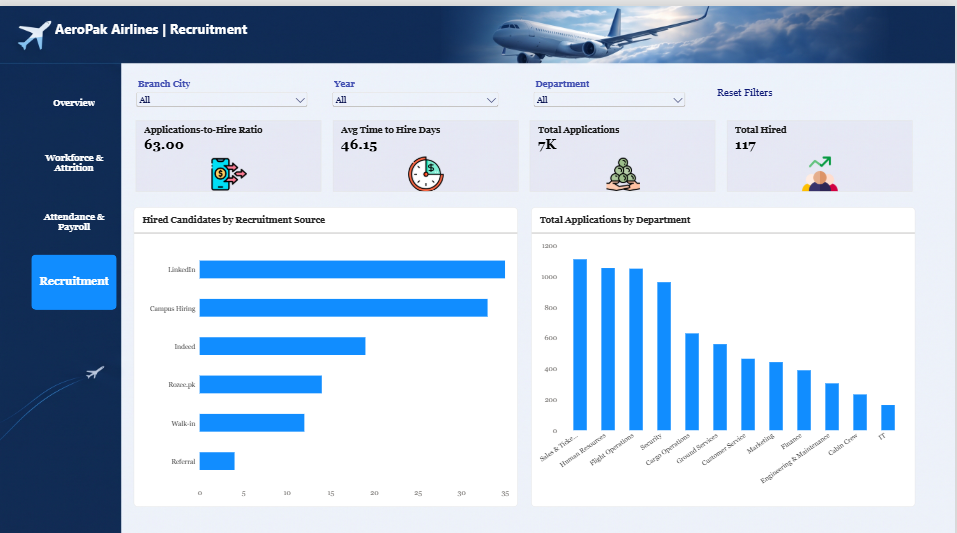 AeroPak Airlines | Recruitment
Overview
Workforce &
Attrition
Attendance &
Payroll
Recruitment
Branch City
All
Year
All
Department
All
Reset Filters
Applications-to-Hire Ratio
63.00
Avg Time to Hire Days
46.15
Total Applications
7K
Total Hired
117
Hired Candidates by Recruitment Source
LinkedIn
Campus Hiring
Indeed
Rozee.pk
Walk-in
Referral
0 5 10 15 20 25 30 35
Total Applications by Department
1200
1000
800
600
400
200
0
Sales & Ticke...
Human Resources
Flight Operations
Security
Cargo Operations
Ground Services
Customer Service
Marketing
Finance
Engineering & Maintenance
Cabin Crew
IT